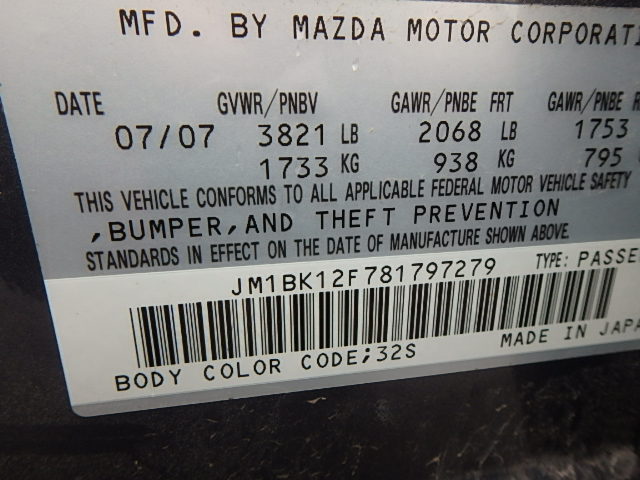 MFD. BY MAZDA MOTOR CORPORATI
DATE GVWR/PNBV GAWR/PNBE FRT GAWR/PNBE R
07/07 3821 LB 2068 LB 1753
1733 KG 938 KG 795
THIS VEHICLE CONFORMS TO ALL APPLICABLE FEDERAL MOTOR VEHICLE SAFETY
,BUMPER,AND THEFT PREVENTION
STANDARDS IN EFFECT ON THE DATE OF MANUFACTURE SHOWN ABOVE.
JM1BK12F781797279 TYPE: PASSE
BODY COLOR CODE;32S MADE IN JAPA